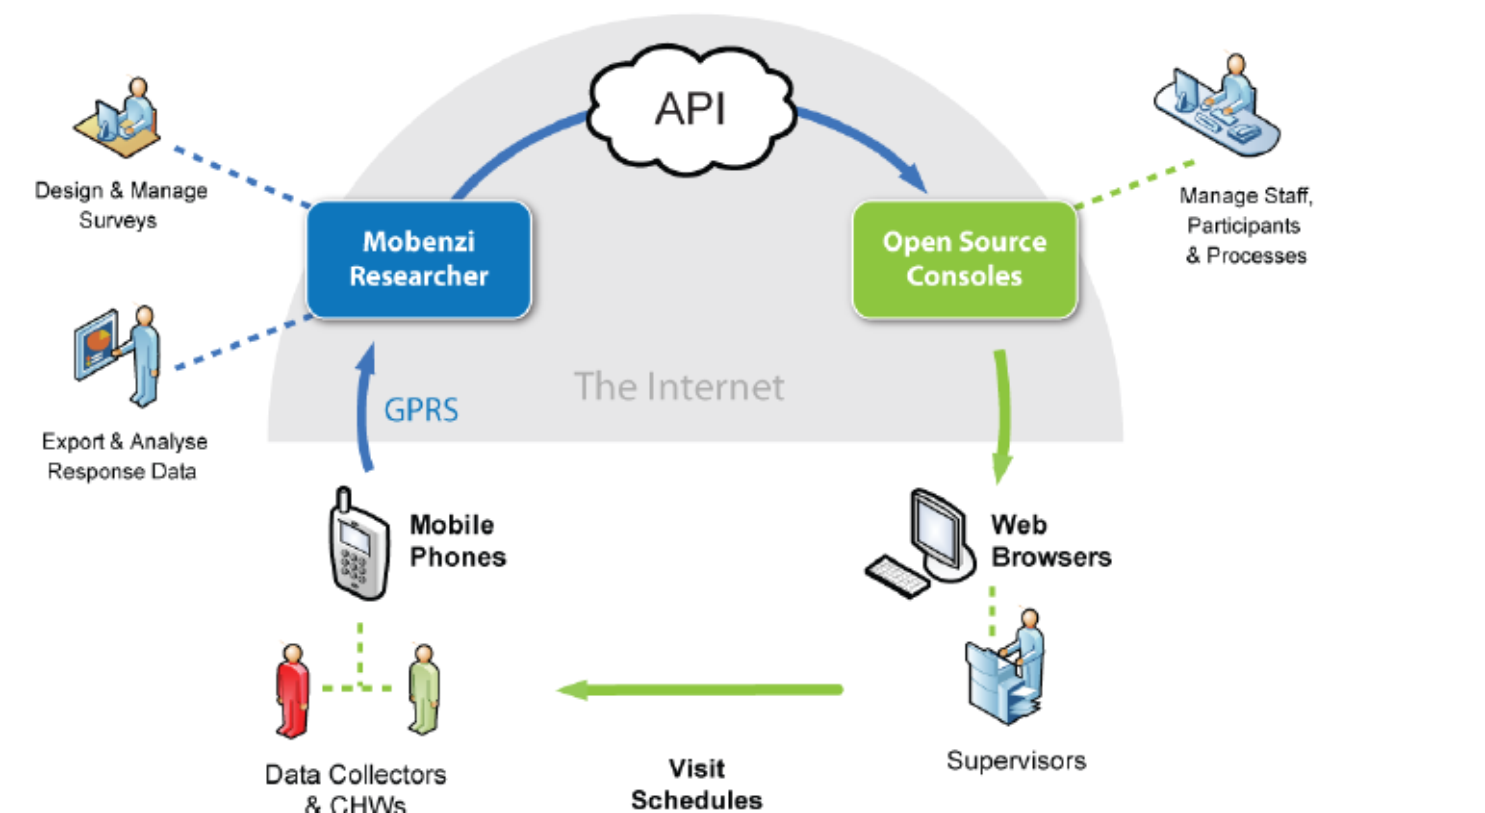 API
Design & Manage
Surveys
Manage Staff,
Participants
& Processes
Mobenzi
Researcher
Open Source
Consoles
The Internet
GPRS
Export & Analyse
Response Data
Mobile
Phones
Web
Browsers
Data Collectors
& CHWs
Visit
Schedules
Supervisors